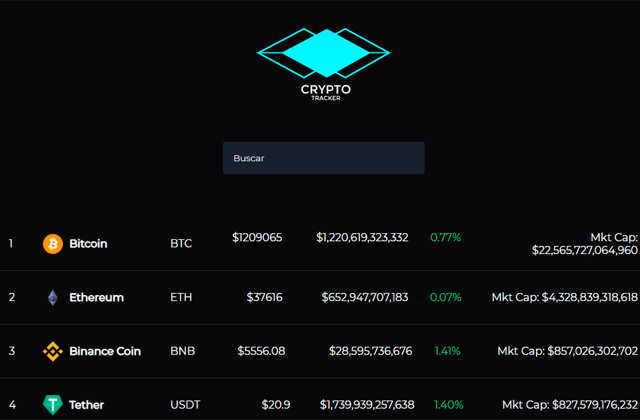 CRYPTO
TRACKER
Buscar
1 Bitcoin BTC $1209065 $1,220,619,323,332 0.77% Mkt Cap:
$22,565,727,064,960
2 Ethereum ETH $37616 $652,947,707,183 0.07% Mkt Cap: $4,328,839,318,618
3 Binance Coin BNB $5556.08 $28,595,736,676 1.41% Mkt Cap: $857,026,302,702
4 Tether USDT $20.9 $1,739,939,257,638 1.40% Mkt Cap: $827,579,176,232